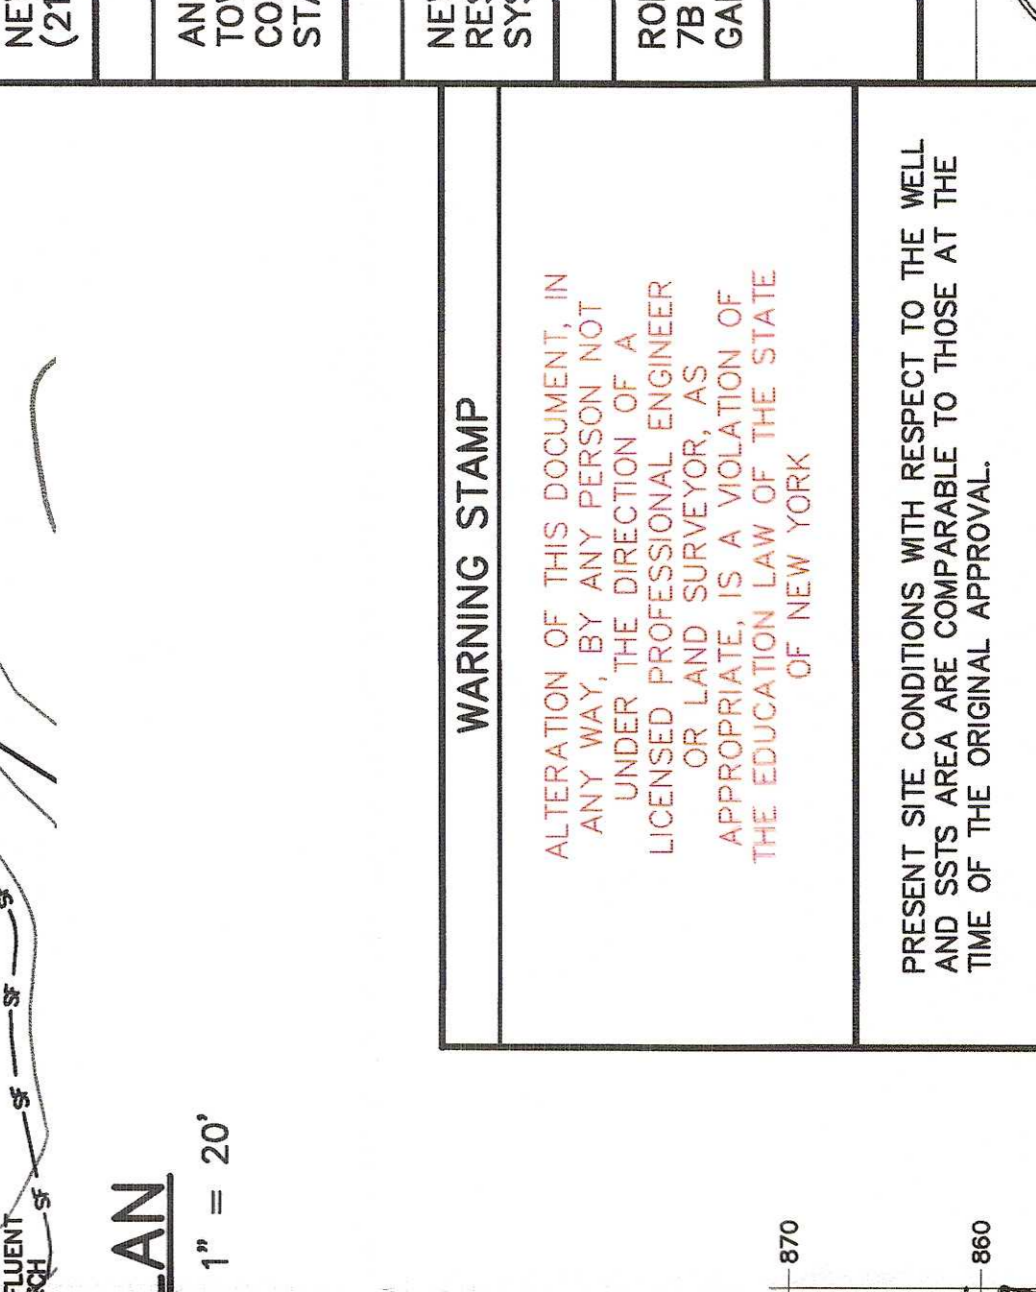 WARNING STAMP
ALTERATION OF THIS DOCUMENT, IN
ANY WAY, BY ANY PERSON NOT
UNDER THE DIRECTION OF A
LICENSED PROFESSIONAL ENGINEER
OR LAND SURVEYOR, AS
APPROPRIATE, IS A VIOLATION OF
THE EDUCATION LAW OF THE STATE
OF NEW YORK
PRESENT SITE CONDITIONS WITH RESPECT TO THE WELL
AND SSTS AREA ARE COMPARABLE TO THOSE AT THE
TIME OF THE ORIGINAL APPROVAL.
1" = 20'
SF
SF
SF
SF
870
860
7B
(21